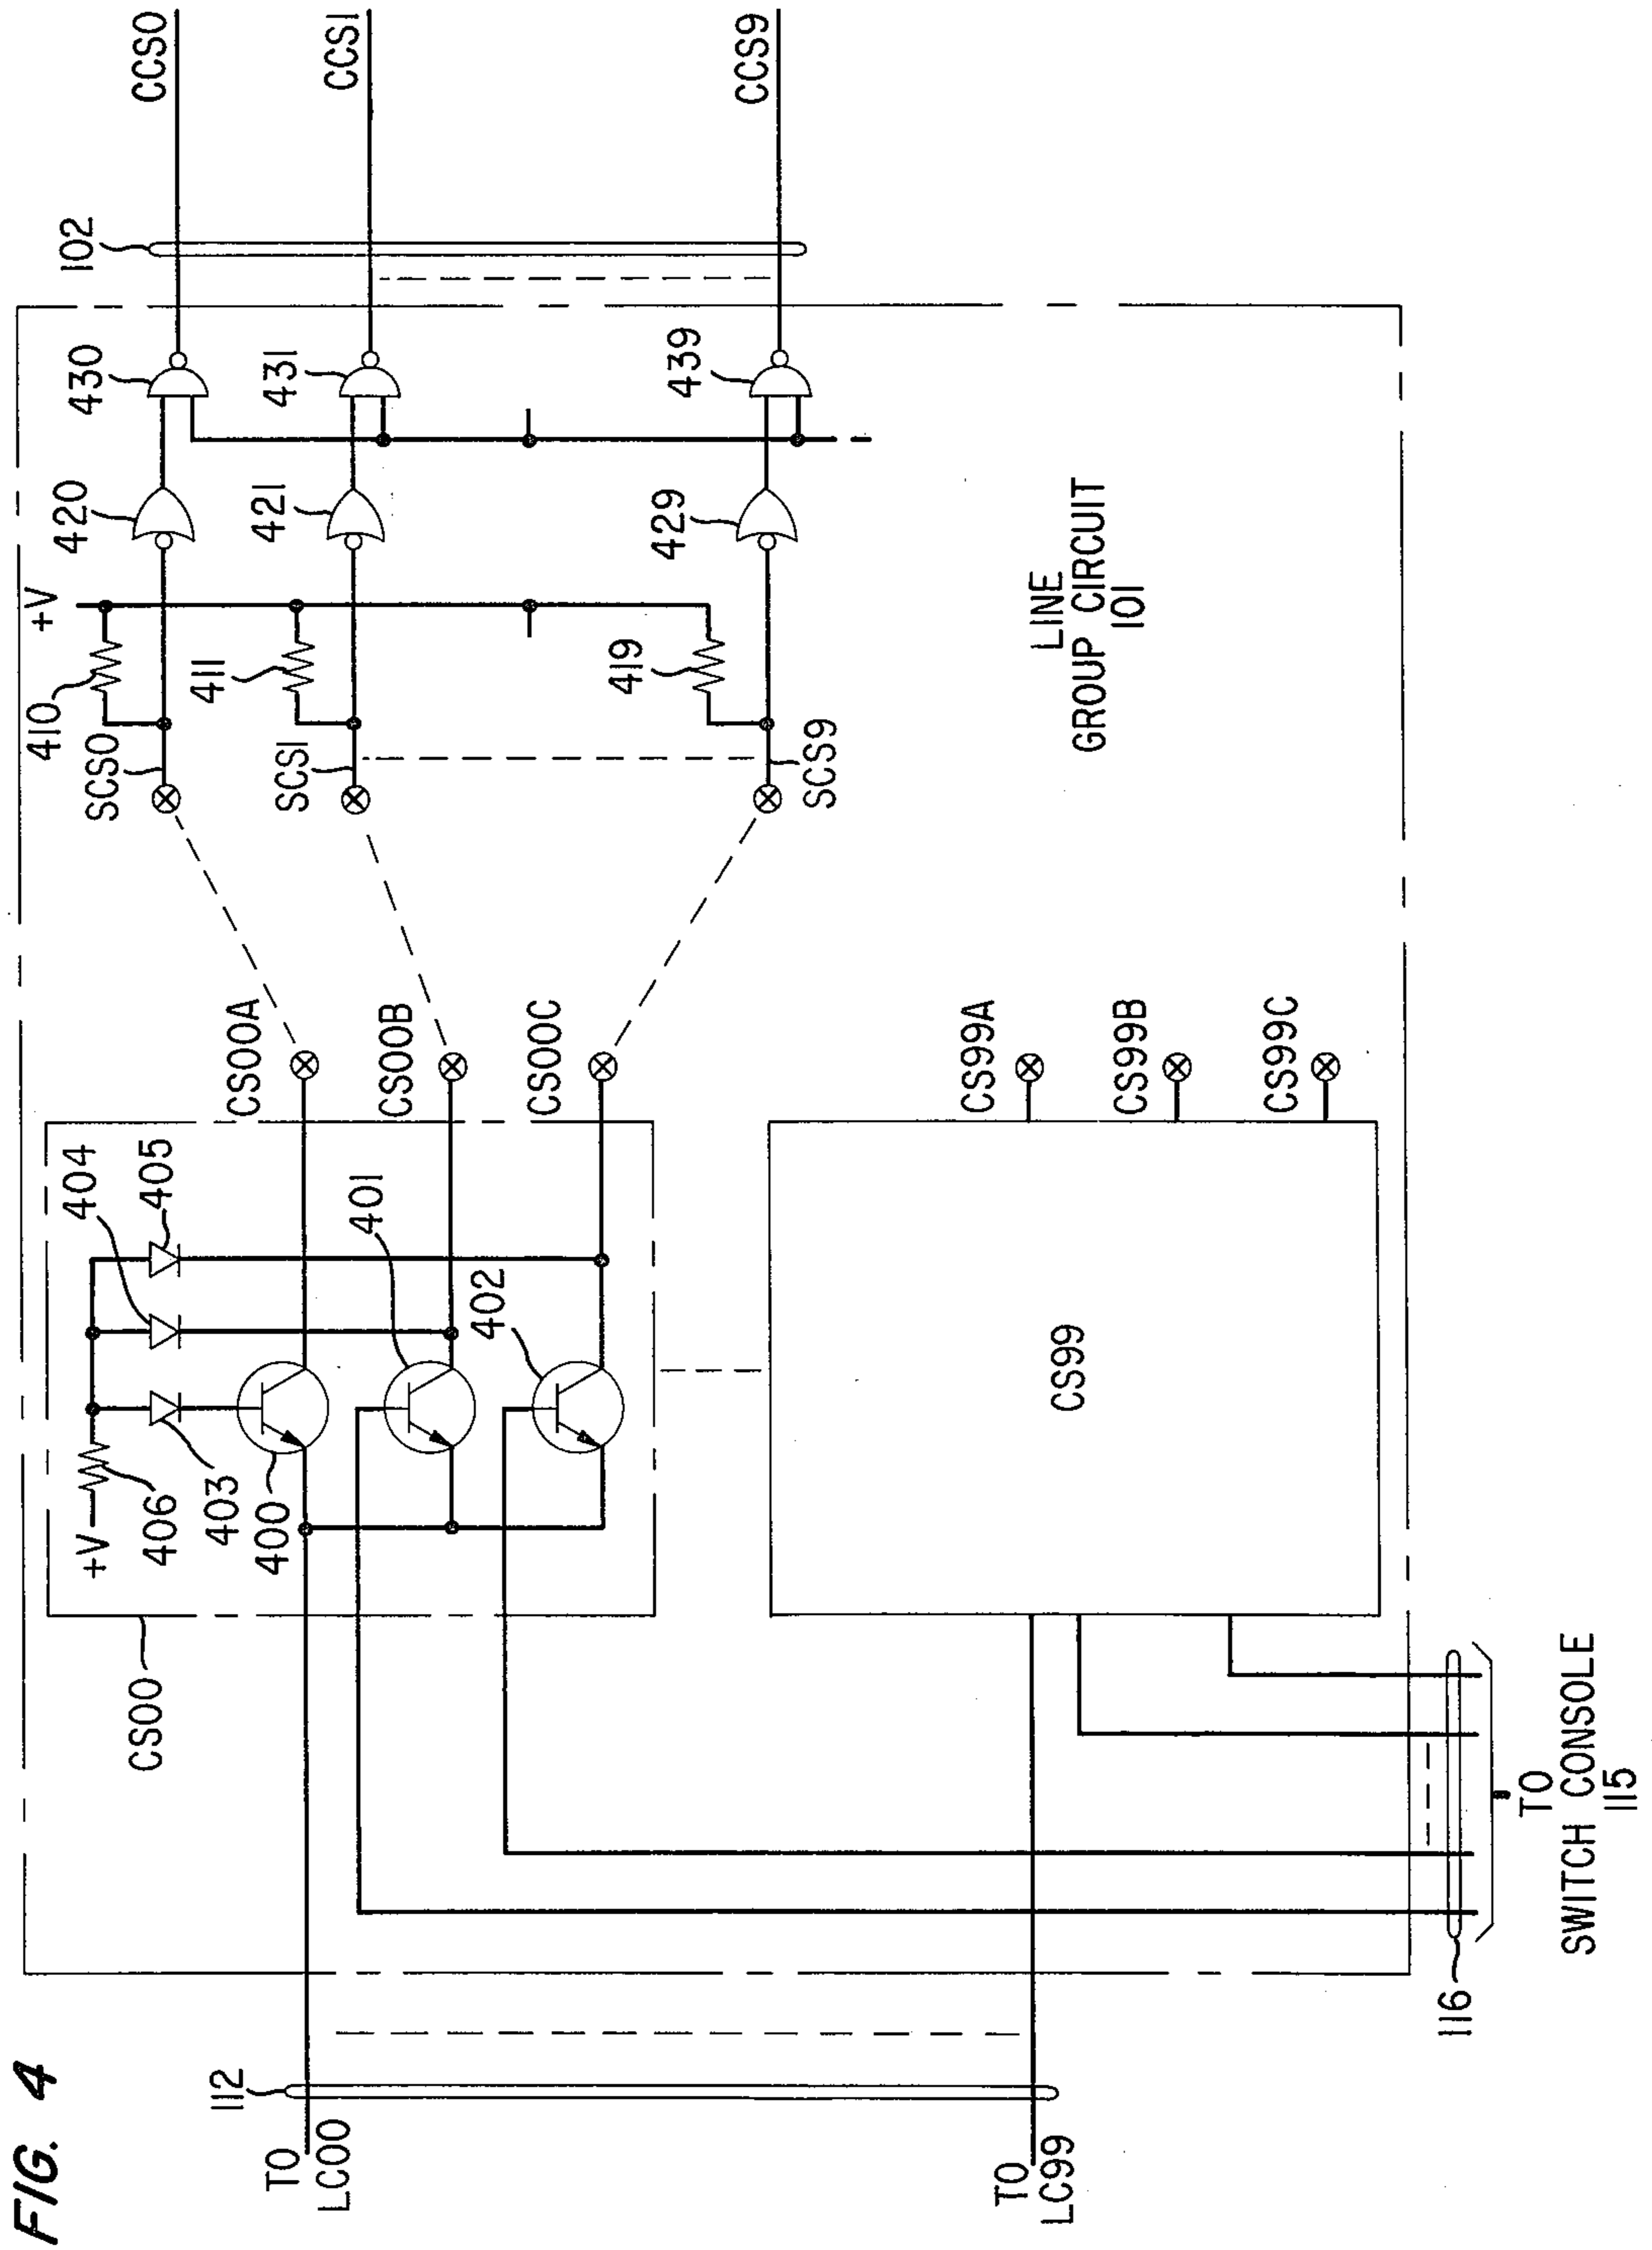 FIG. 4
TO
LC00
112
TO
LC99
CS00
+V
406
403
400
404
405
401
402
CS00A
CS00B
CS00C
CS99
CS99A
CS99B
CS99C
116
TO
SWITCH CONSOLE
115
SCS0
410
+V
420
430
SCS1
411
421
431
SCS9
419
429
439
102
CCS0
CCS1
CCS9
LINE
GROUP CIRCUIT
101